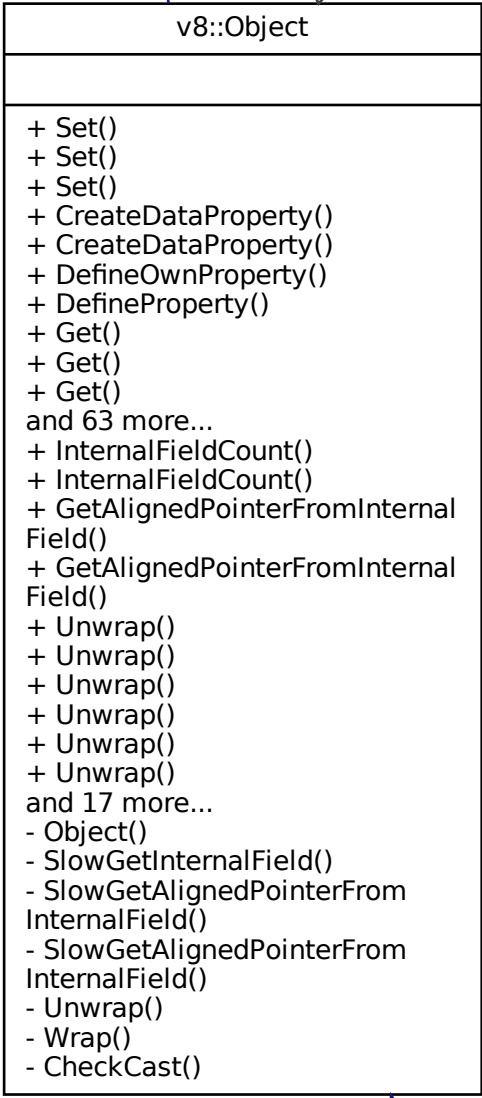 v8::Object
+ Set()
+ Set()
+ Set()
+ CreateDataProperty()
+ CreateDataProperty()
+ DefineOwnProperty()
+ DefineProperty()
+ Get()
+ Get()
+ Get()
and 63 more...
+ InternalFieldCount()
+ InternalFieldCount()
+ GetAlignedPointerFromInternal
Field()
+ GetAlignedPointerFromInternal
Field()
+ Unwrap()
+ Unwrap()
+ Unwrap()
+ Unwrap()
+ Unwrap()
+ Unwrap()
and 17 more...
- Object()
- SlowGetInternalField()
- SlowGetAlignedPointerFrom
InternalField()
- SlowGetAlignedPointerFrom
InternalField()
- Unwrap()
- Wrap()
- CheckCast()